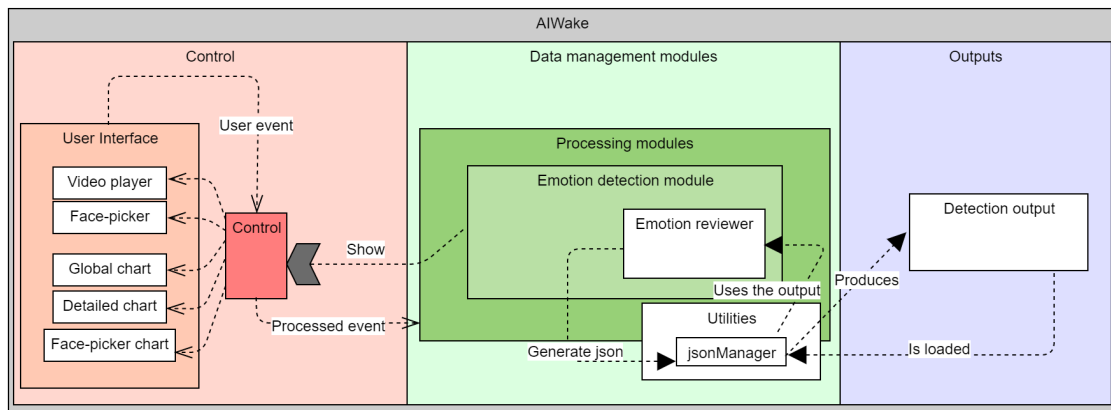 AIWake
Control
Data management modules
Outputs
User event
User Interface
Video player
Face-picker
Global chart
Detailed chart
Face-picker chart
Control
Show
Processed event
Processing modules
Emotion detection module
Emotion reviewer
Uses the output
Utilities
Generate json
jsonManager
Produces
Detection output
Is loaded